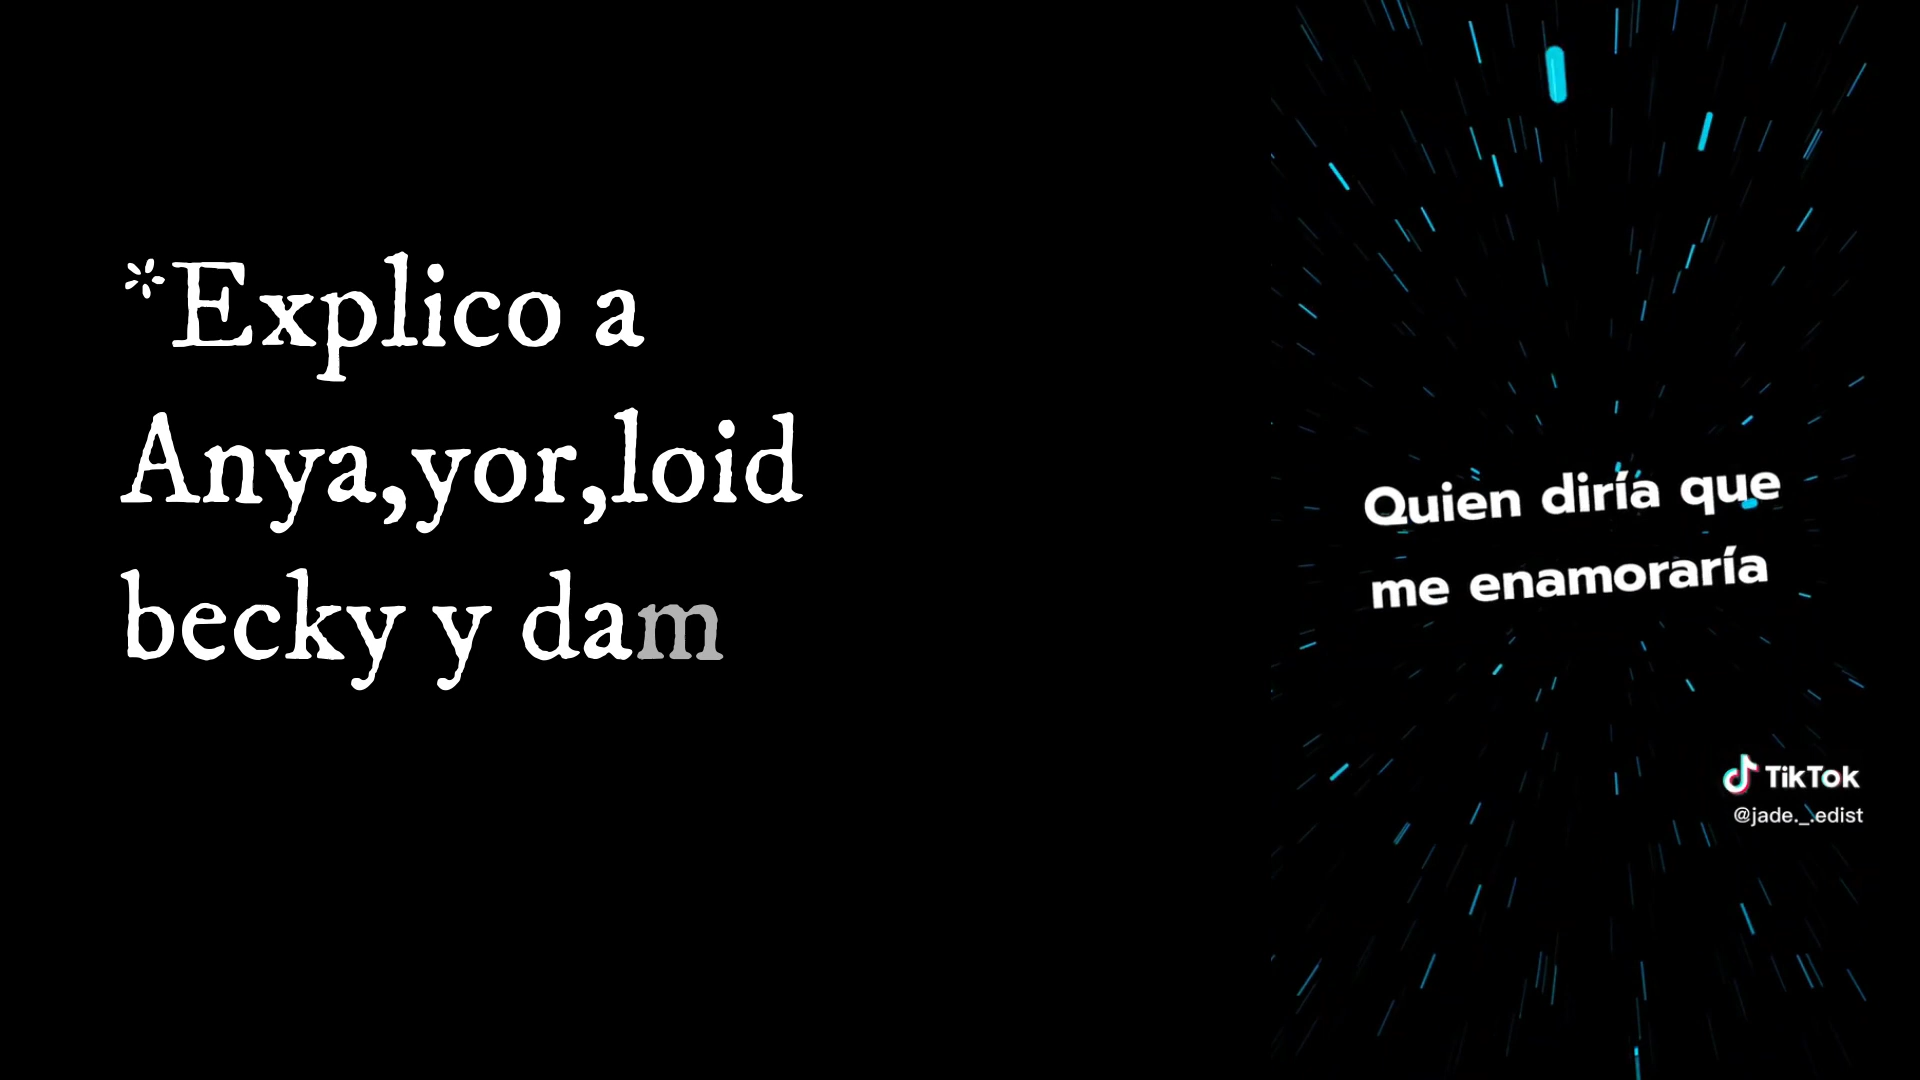 *Explico a
Anya,yor,loid
becky y dam
Quien diría que
me enamoraría
TikTok
@jade._.edist